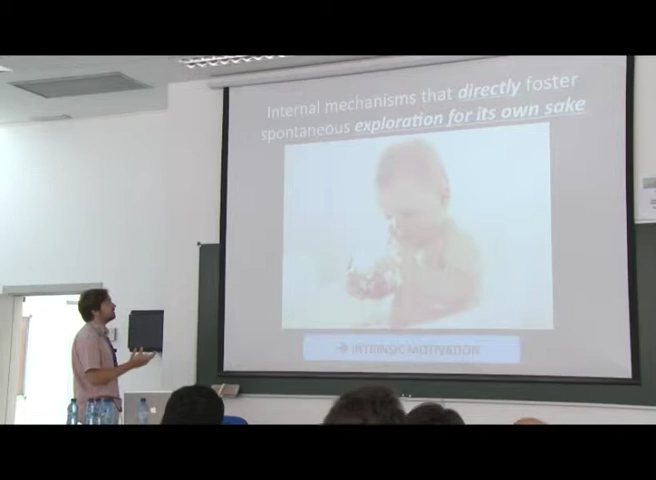 Internal mechanisms that directly foster
spontaneous exploration for its own sake
→ INTRINSIC MOTIVATION